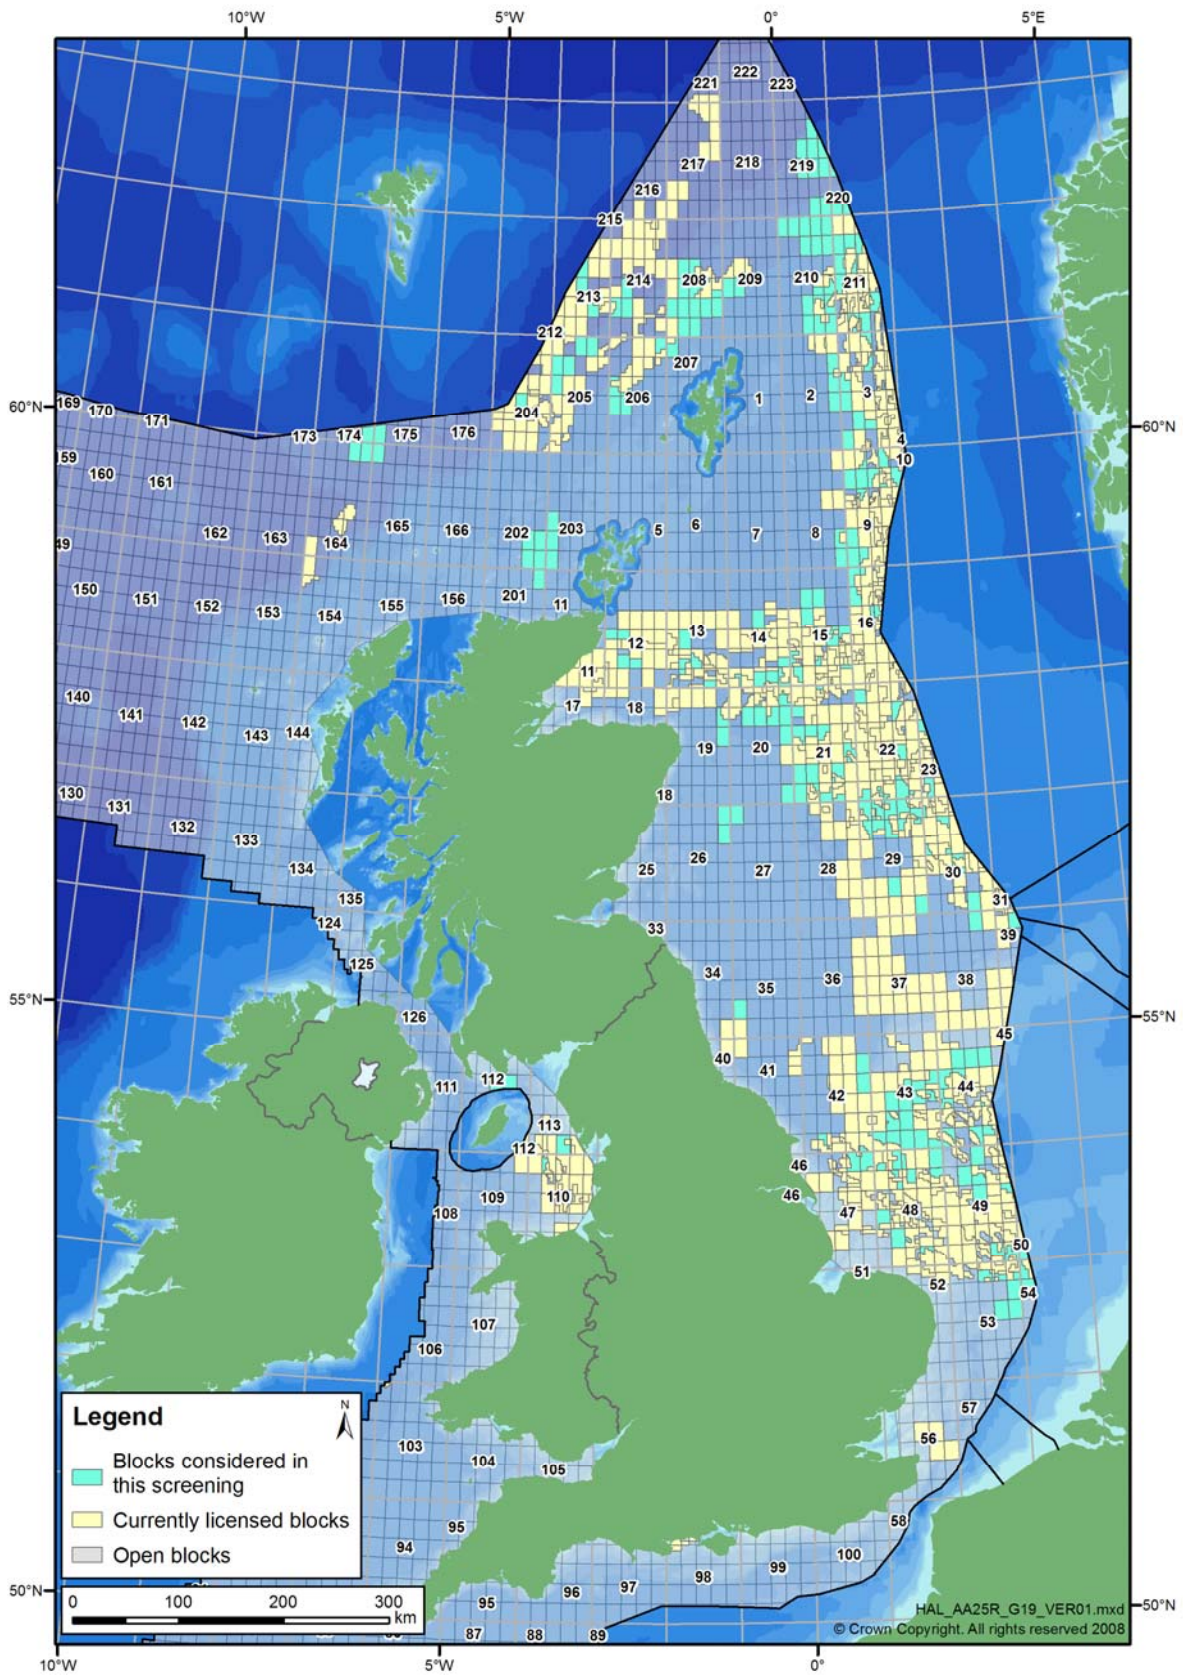 10°W 5°W 0° 5°E
221 222 223
217 218 219
216 220
215
214 208 209 210 211
213
212
207
205 206 1 2 3
204
169 170 171 173 174 175 176
60°N 4 60°N
10
159 160 161
162 163 164 165 166 202 203 5 6 7 8 9
49
150 151 152 153 154 155 156 201 11
12 13 14 15 16
11
140 141 142 143 144 17 18
19 20 21 22 23
130 131 132 133 18
134 25 26 27 28 29 30
135 31
124 33 39
125 34 35 36 37 38
55°N 126 55°N
45
40 41
111 112 42 43 44
113
112 46
109 110 46
108 47 48 49
50
51 52 54
107 53
106
57
56
103 104 105
95 58
94
100
99
98
97
96
95
50°N 50°N
87 88 89
Legend
N
Blocks considered in
this screening
Currently licensed blocks
Open blocks
0 100 200 300
km
HAL_AA25R_G19_VER01.mxd
© Crown Copyright. All rights reserved 2008
10°W 5°W 0°